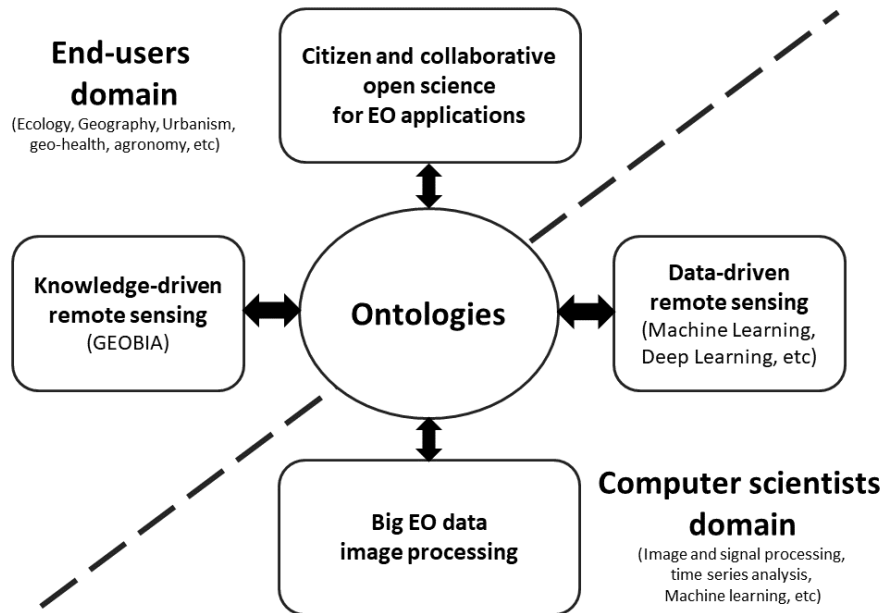 End-users
domain
(Ecology, Geography, Urbanism,
geo-health, agronomy, etc)
Citizen and collaborative
open science
for EO applications
Knowledge-driven
remote sensing
(GEOBIA)
Ontologies
Data-driven
remote sensing
(Machine Learning,
Deep Learning, etc)
Big EO data
image processing
Computer scientists
domain
(Image and signal processing,
time series analysis,
Machine learning, etc)